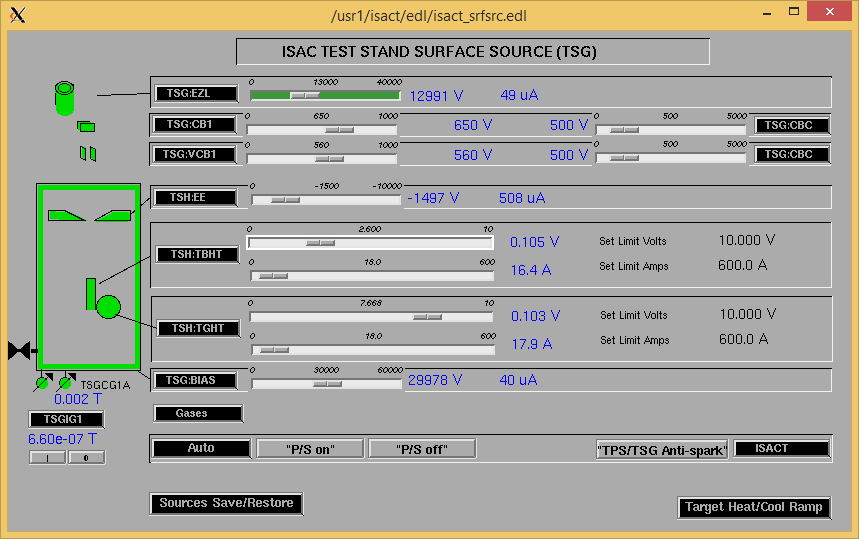 /usr1/isact/edl/isact_srfsrc.edl
ISAC TEST STAND SURFACE SOURCE (TSG)
TSG:EZL 0 13000 40000 12991 V 49 uA
TSG:CB1 0 650 1000 650 V 500 V 0 500 5000 TSG:CBC
TSG:VCB1 0 560 1000 560 V 500 V 0 500 5000 TSG:CBC
TSH:EE 0 -1500 -10000 -1497 V 508 uA
TSH:TBHT
0 2.600 10 0.105 V Set Limit Volts 10.000 V
0 18.0 600 16.4 A Set Limit Amps 600.0 A
TSH:TGHT
0 7.668 10 0.103 V Set Limit Volts 10.000 V
0 18.0 600 17.9 A Set Limit Amps 600.0 A
TSG:BIAS 0 30000 60000 29978 V 40 uA
TSGCG1A
0.002 T
TSGIG1
6.60e-07 T
I 0
Gases
Auto "P/S on" "P/S off" "TPS/TSG Anti-spark" ISACT
Sources Save/Restore
Target Heat/Cool Ramp